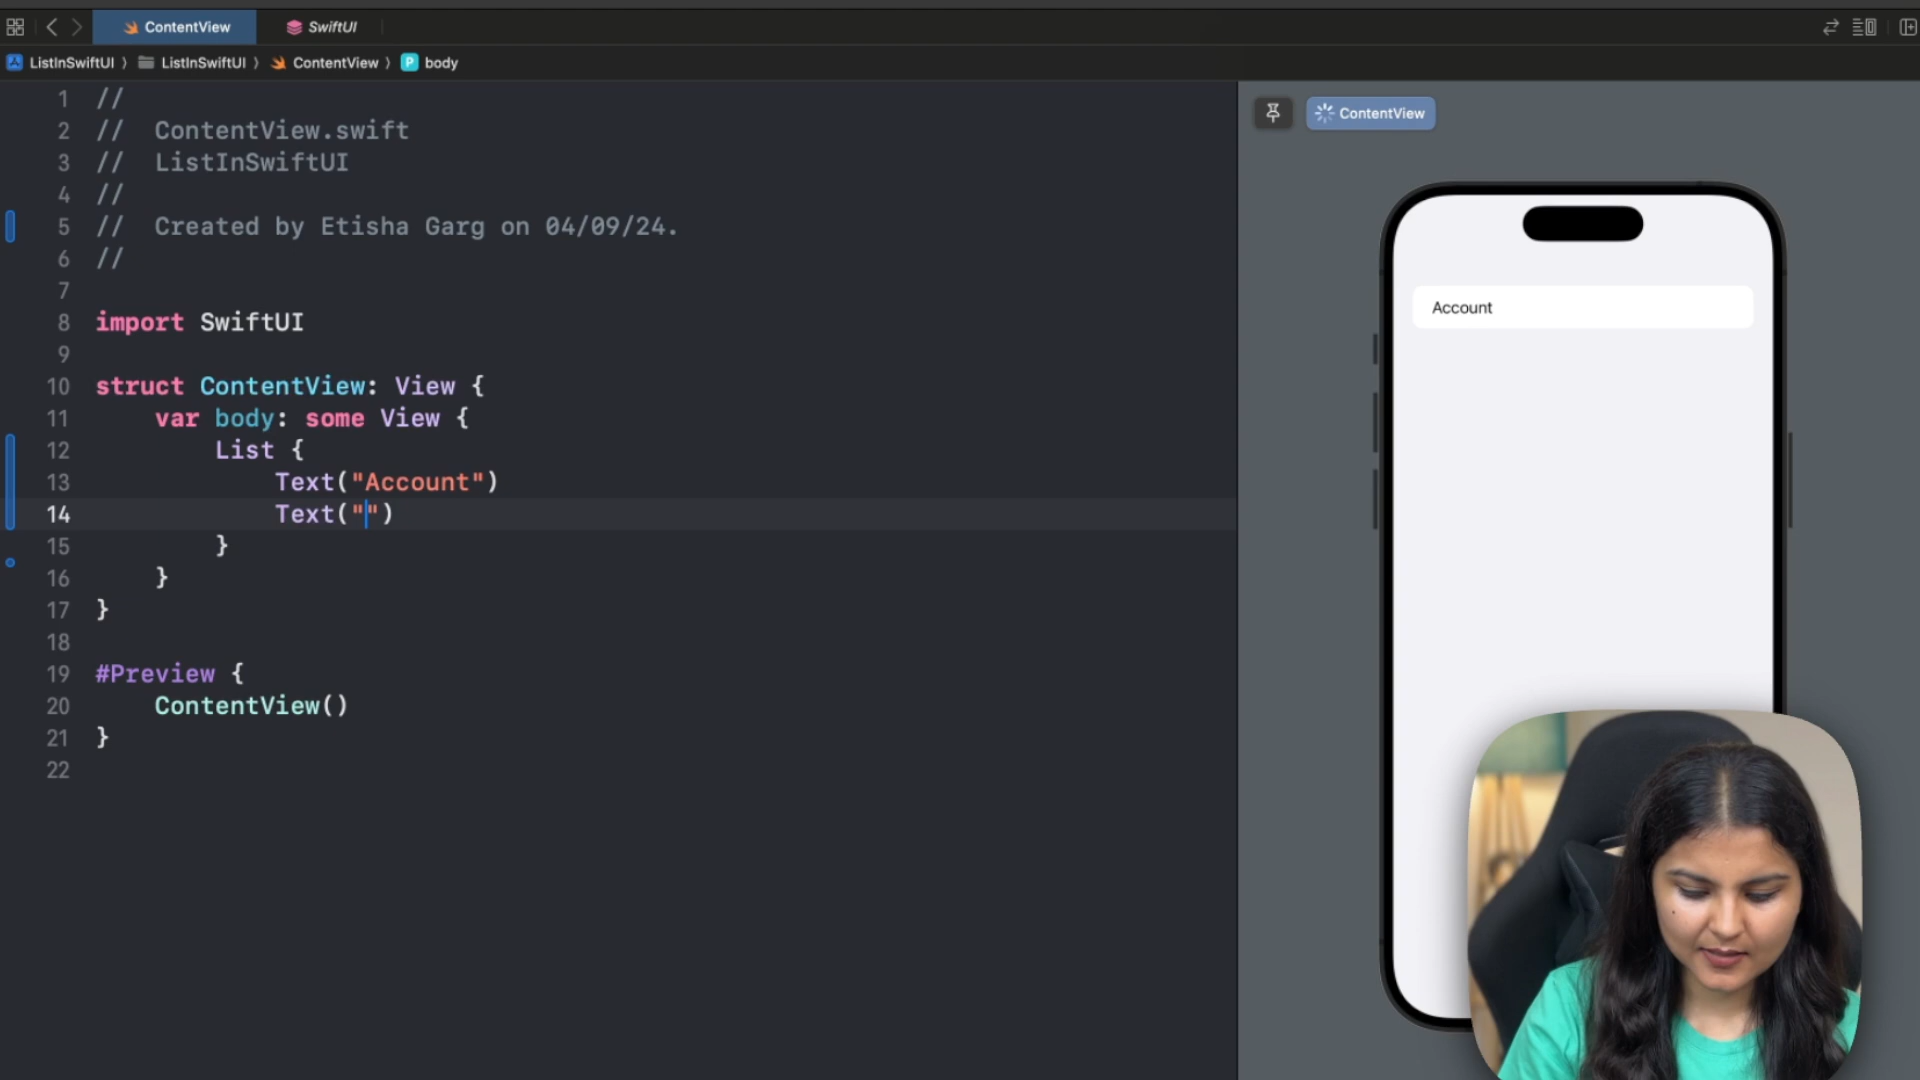 ContentView
SwiftUI
ListInSwiftUI
ListInSwiftUI
ContentView
P
body
1 //
2 // ContentView.swift
3 // ListInSwiftUI
4 //
5 // Created by Etisha Garg on 04/09/24.
6 //
7
8 import SwiftUI
9
10 struct ContentView: View {
11 var body: some View {
12 List {
13 Text("Account")
14 Text("")
15 }
16 }
17 }
18
19 #Preview {
20 ContentView()
21 }
22
ContentView
Account